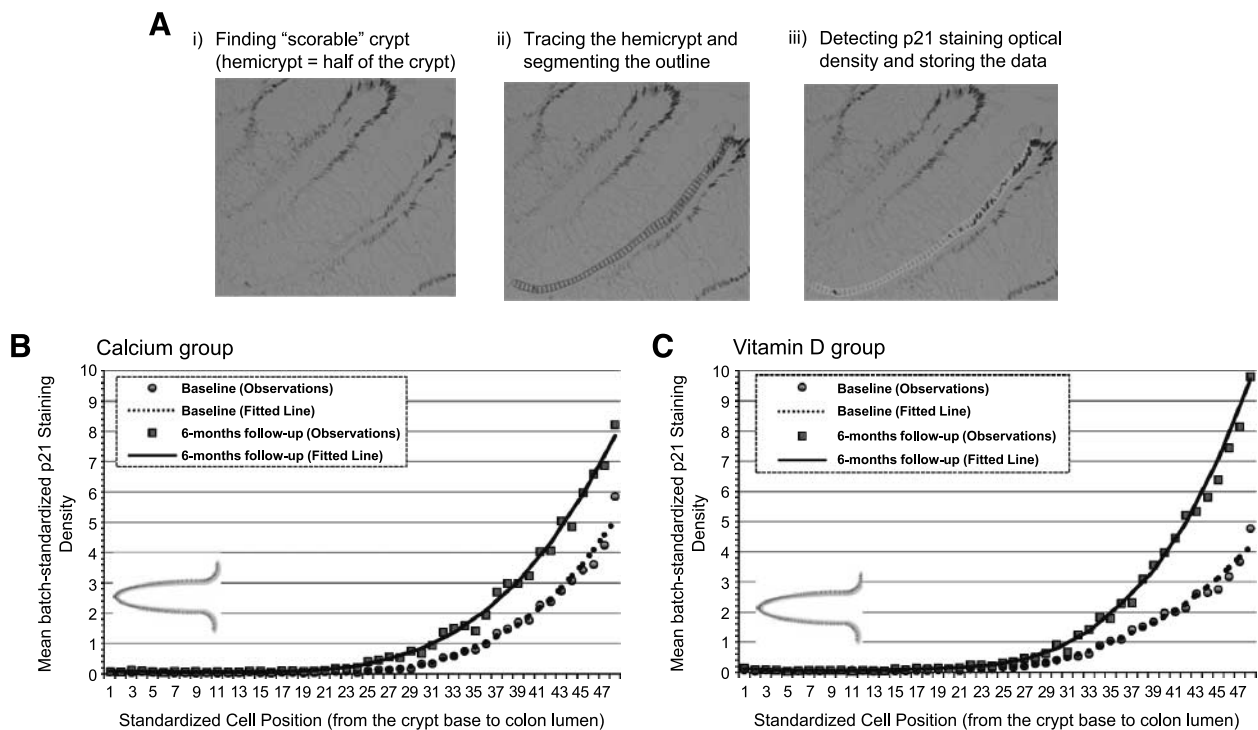 A
i) Finding “scorable” crypt
(hemicrypt = half of the crypt)
ii) Tracing the hemicrypt and
segmenting the outline
iii) Detecting p21 staining optical
density and storing the data
B
Calcium group
Mean batch-standardized p21 Staining
Density
10
9
8
7
6
5
4
3
2
1
0
Baseline (Observations)
Baseline (Fitted Line)
6-months follow-up (Observations)
6-months follow-up (Fitted Line)
1 3 5 7 9 11 13 15 17 19 21 23 25 27 29 31 33 35 37 39 41 43 45 47
Standardized Cell Position (from the crypt base to colon lumen)
C
Vitamin D group
Mean batch-standardized p21 Staining
Density
10
9
8
7
6
5
4
3
2
1
0
Baseline (Observations)
Baseline (Fitted Line)
6-months follow-up (Observations)
6-months follow-up (Fitted Line)
1 3 5 7 9 11 13 15 17 19 21 23 25 27 29 31 33 35 37 39 41 43 45 47
Standardized Cell Position (from the crypt base to colon lumen)